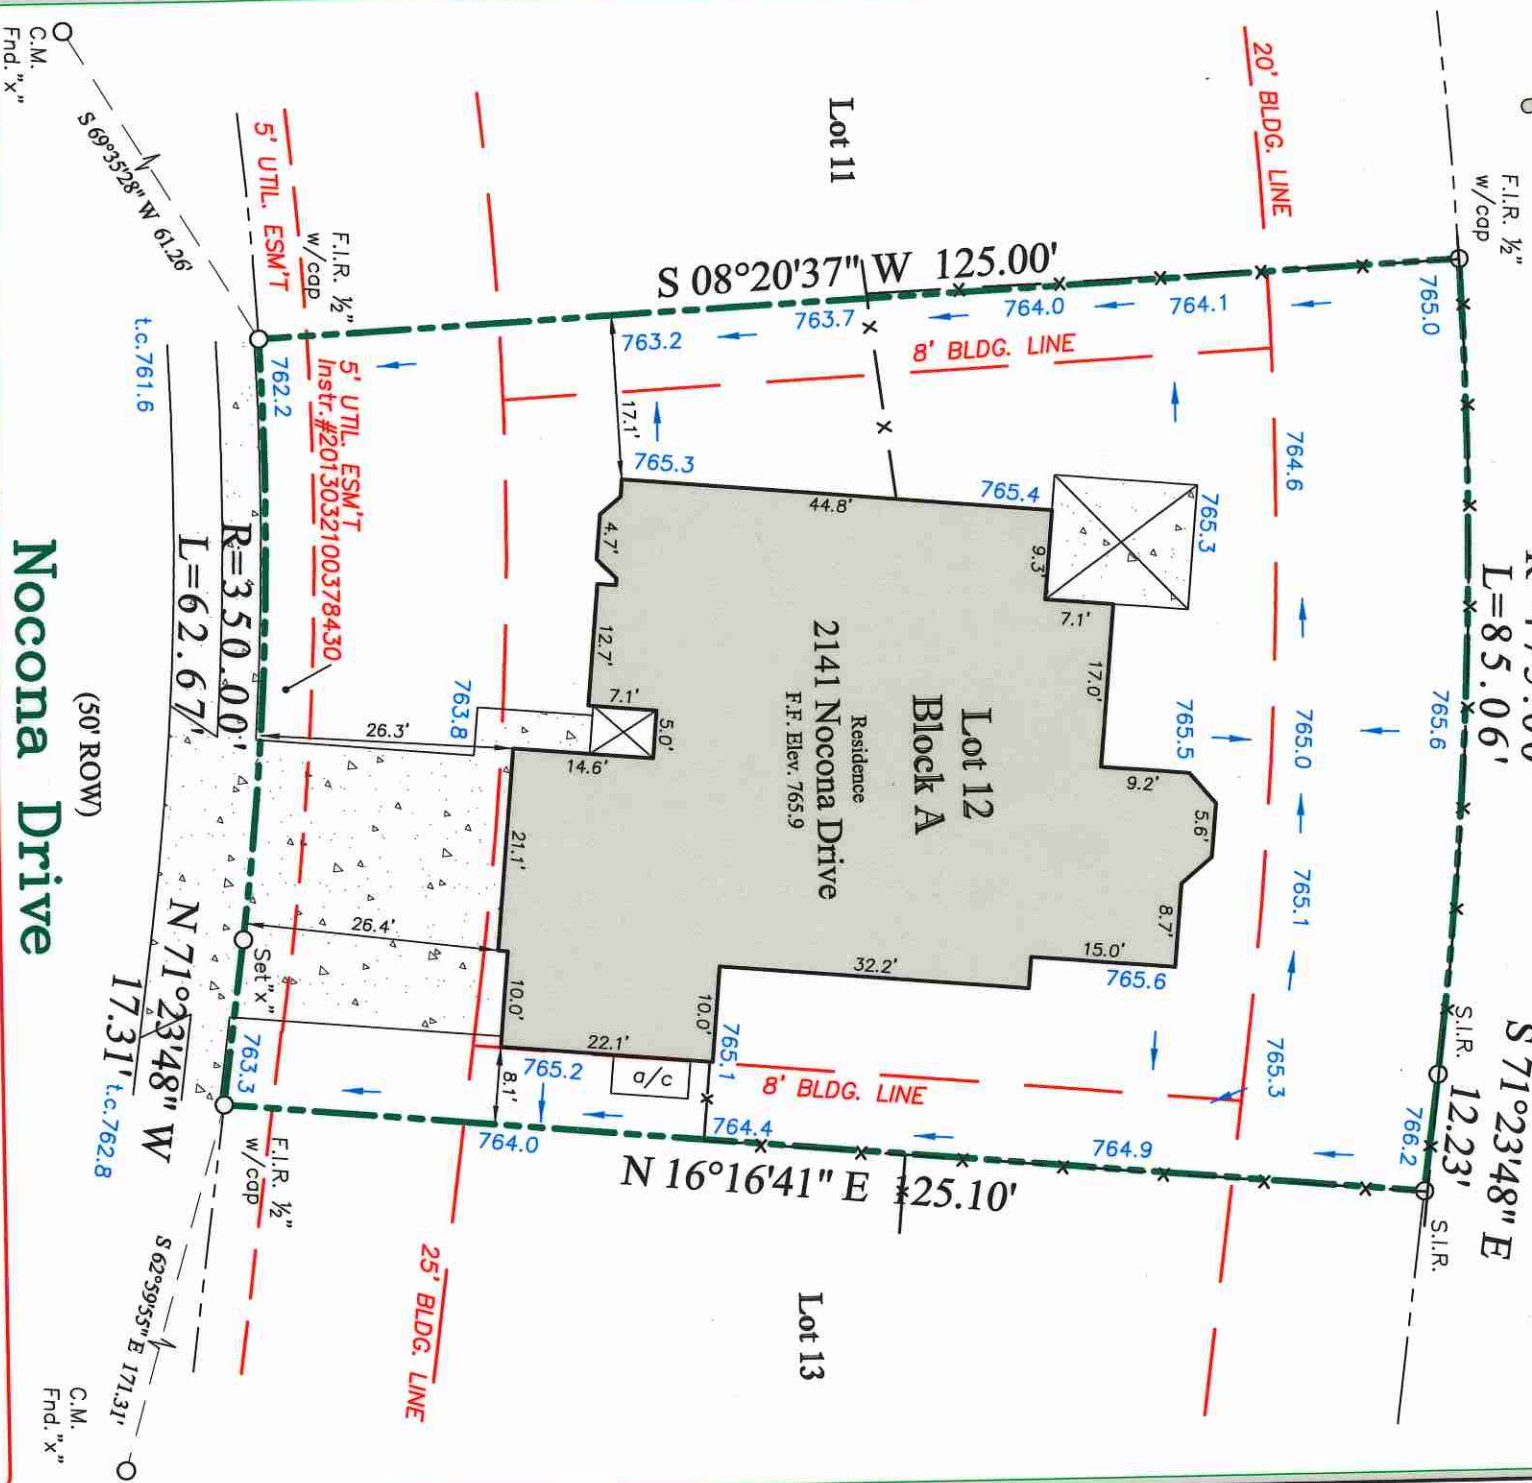 F.I.R. ½"
w/cap
L=85.06'
S 71°23'48" E
12.23'
S.I.R.
S.I.R.
20' BLDG. LINE
765.0
765.6
766.2
764.6
765.0
765.1
765.3
Lot 11
S 08°20'37" W 125.00'
764.1
764.0
763.7
763.2
8' BLDG. LINE
765.3
765.4
765.3
765.5
765.6
17.1'
44.8'
9.3'
7.1'
17.0'
9.2'
5.6'
8.7'
15.0'
32.2'
10.0'
22.1'
10.0'
21.1'
14.6'
5.0'
7.1'
12.7'
4.7'
Lot 12
Block A
Residence
2141 Nocona Drive
F.F. Elev. 765.9
8' BLDG. LINE
765.1
a/c
765.2
8.1'
764.0
764.4
764.9
N 16°16'41" E 125.10'
Lot 13
25' BLDG. LINE
763.8
26.3'
26.4'
5' UTIL. ESM'T
F.I.R. ½"
w/cap
5' UTIL. ESM'T
Instr.#20130321003784​30
762.2
Set"x"
763.3
F.I.R. ½"
w/cap
C.M.
Fnd."x"
S 69°35'28" W 61.26'
t.c.761.6
R=350.00'
L=62.67'
N 71°23'48" W
17.31'
t.c.762.8
S 62°59'55" E 171.31'
C.M.
Fnd."x"
(50' ROW)
Nocona Drive